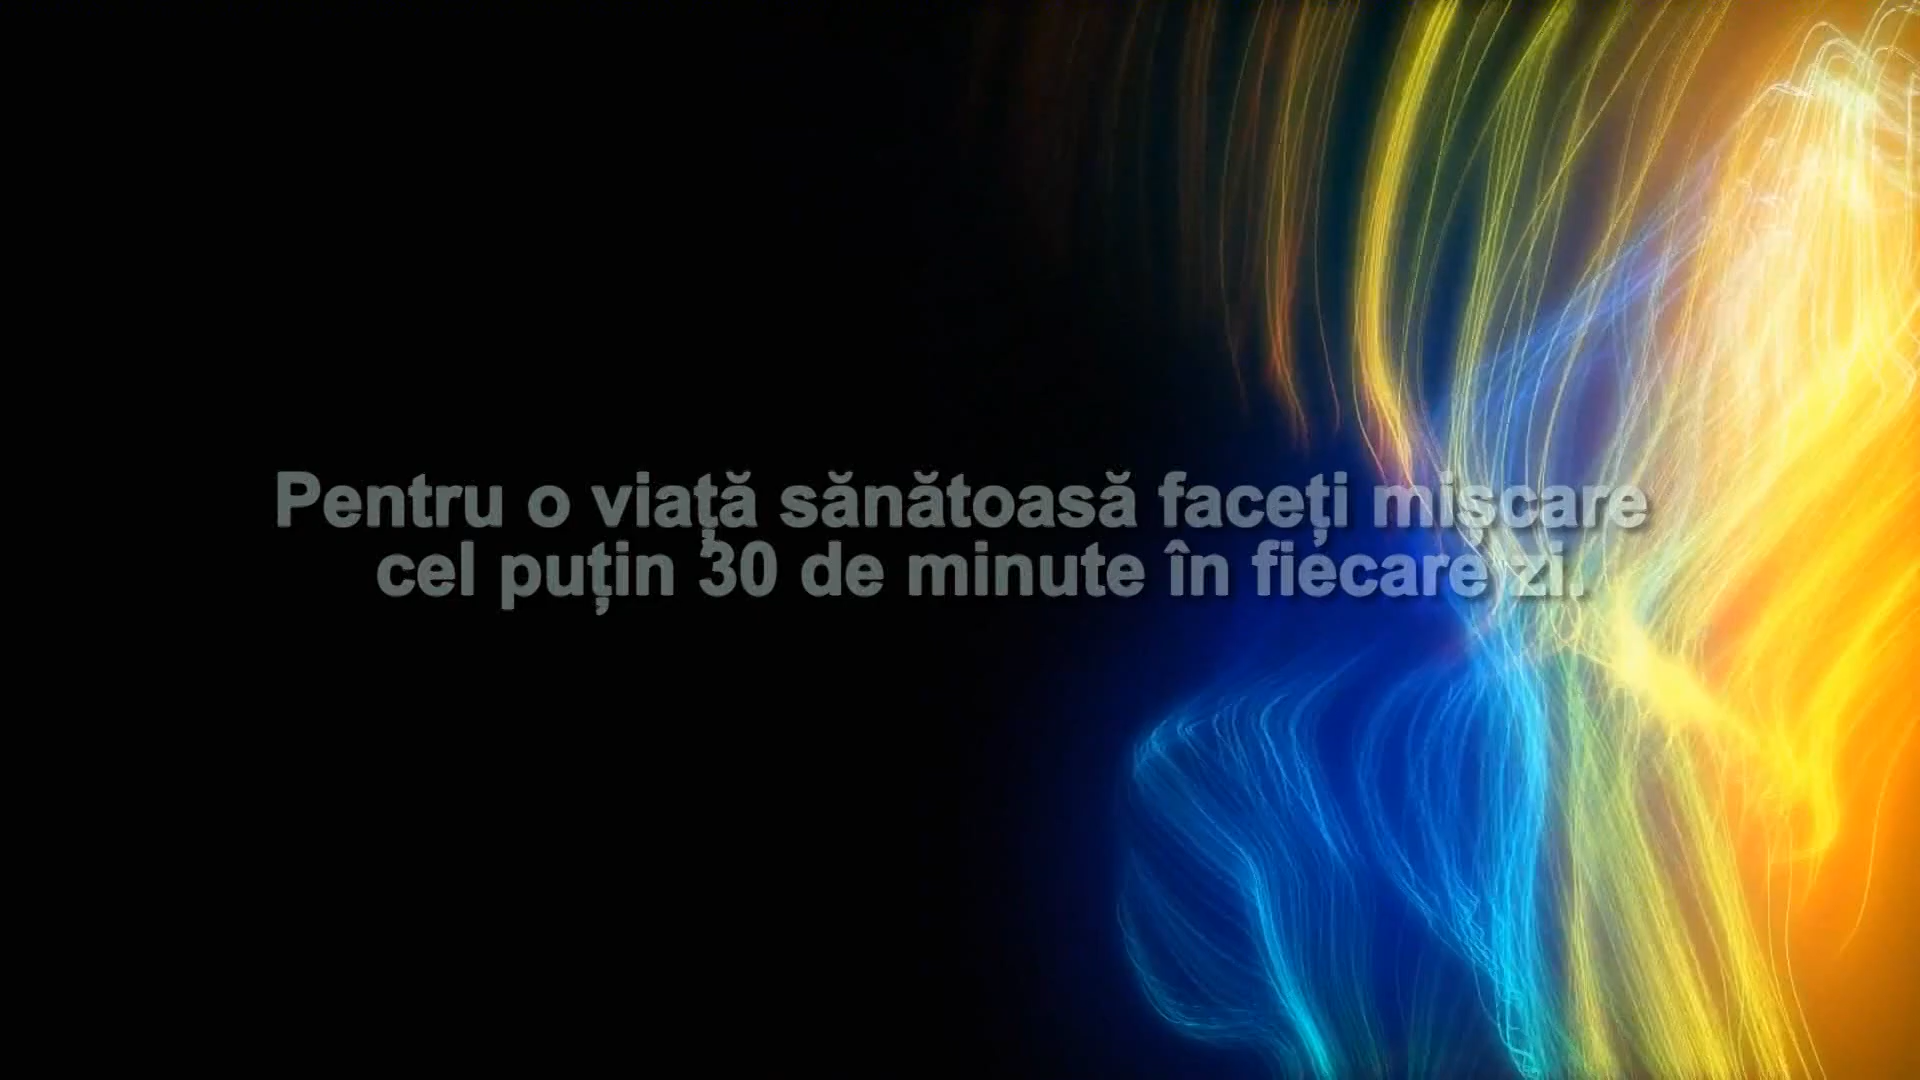 Pentru o viață sănătoasă faceți mișcare
cel puțin 30 de minute în fiecare zi.